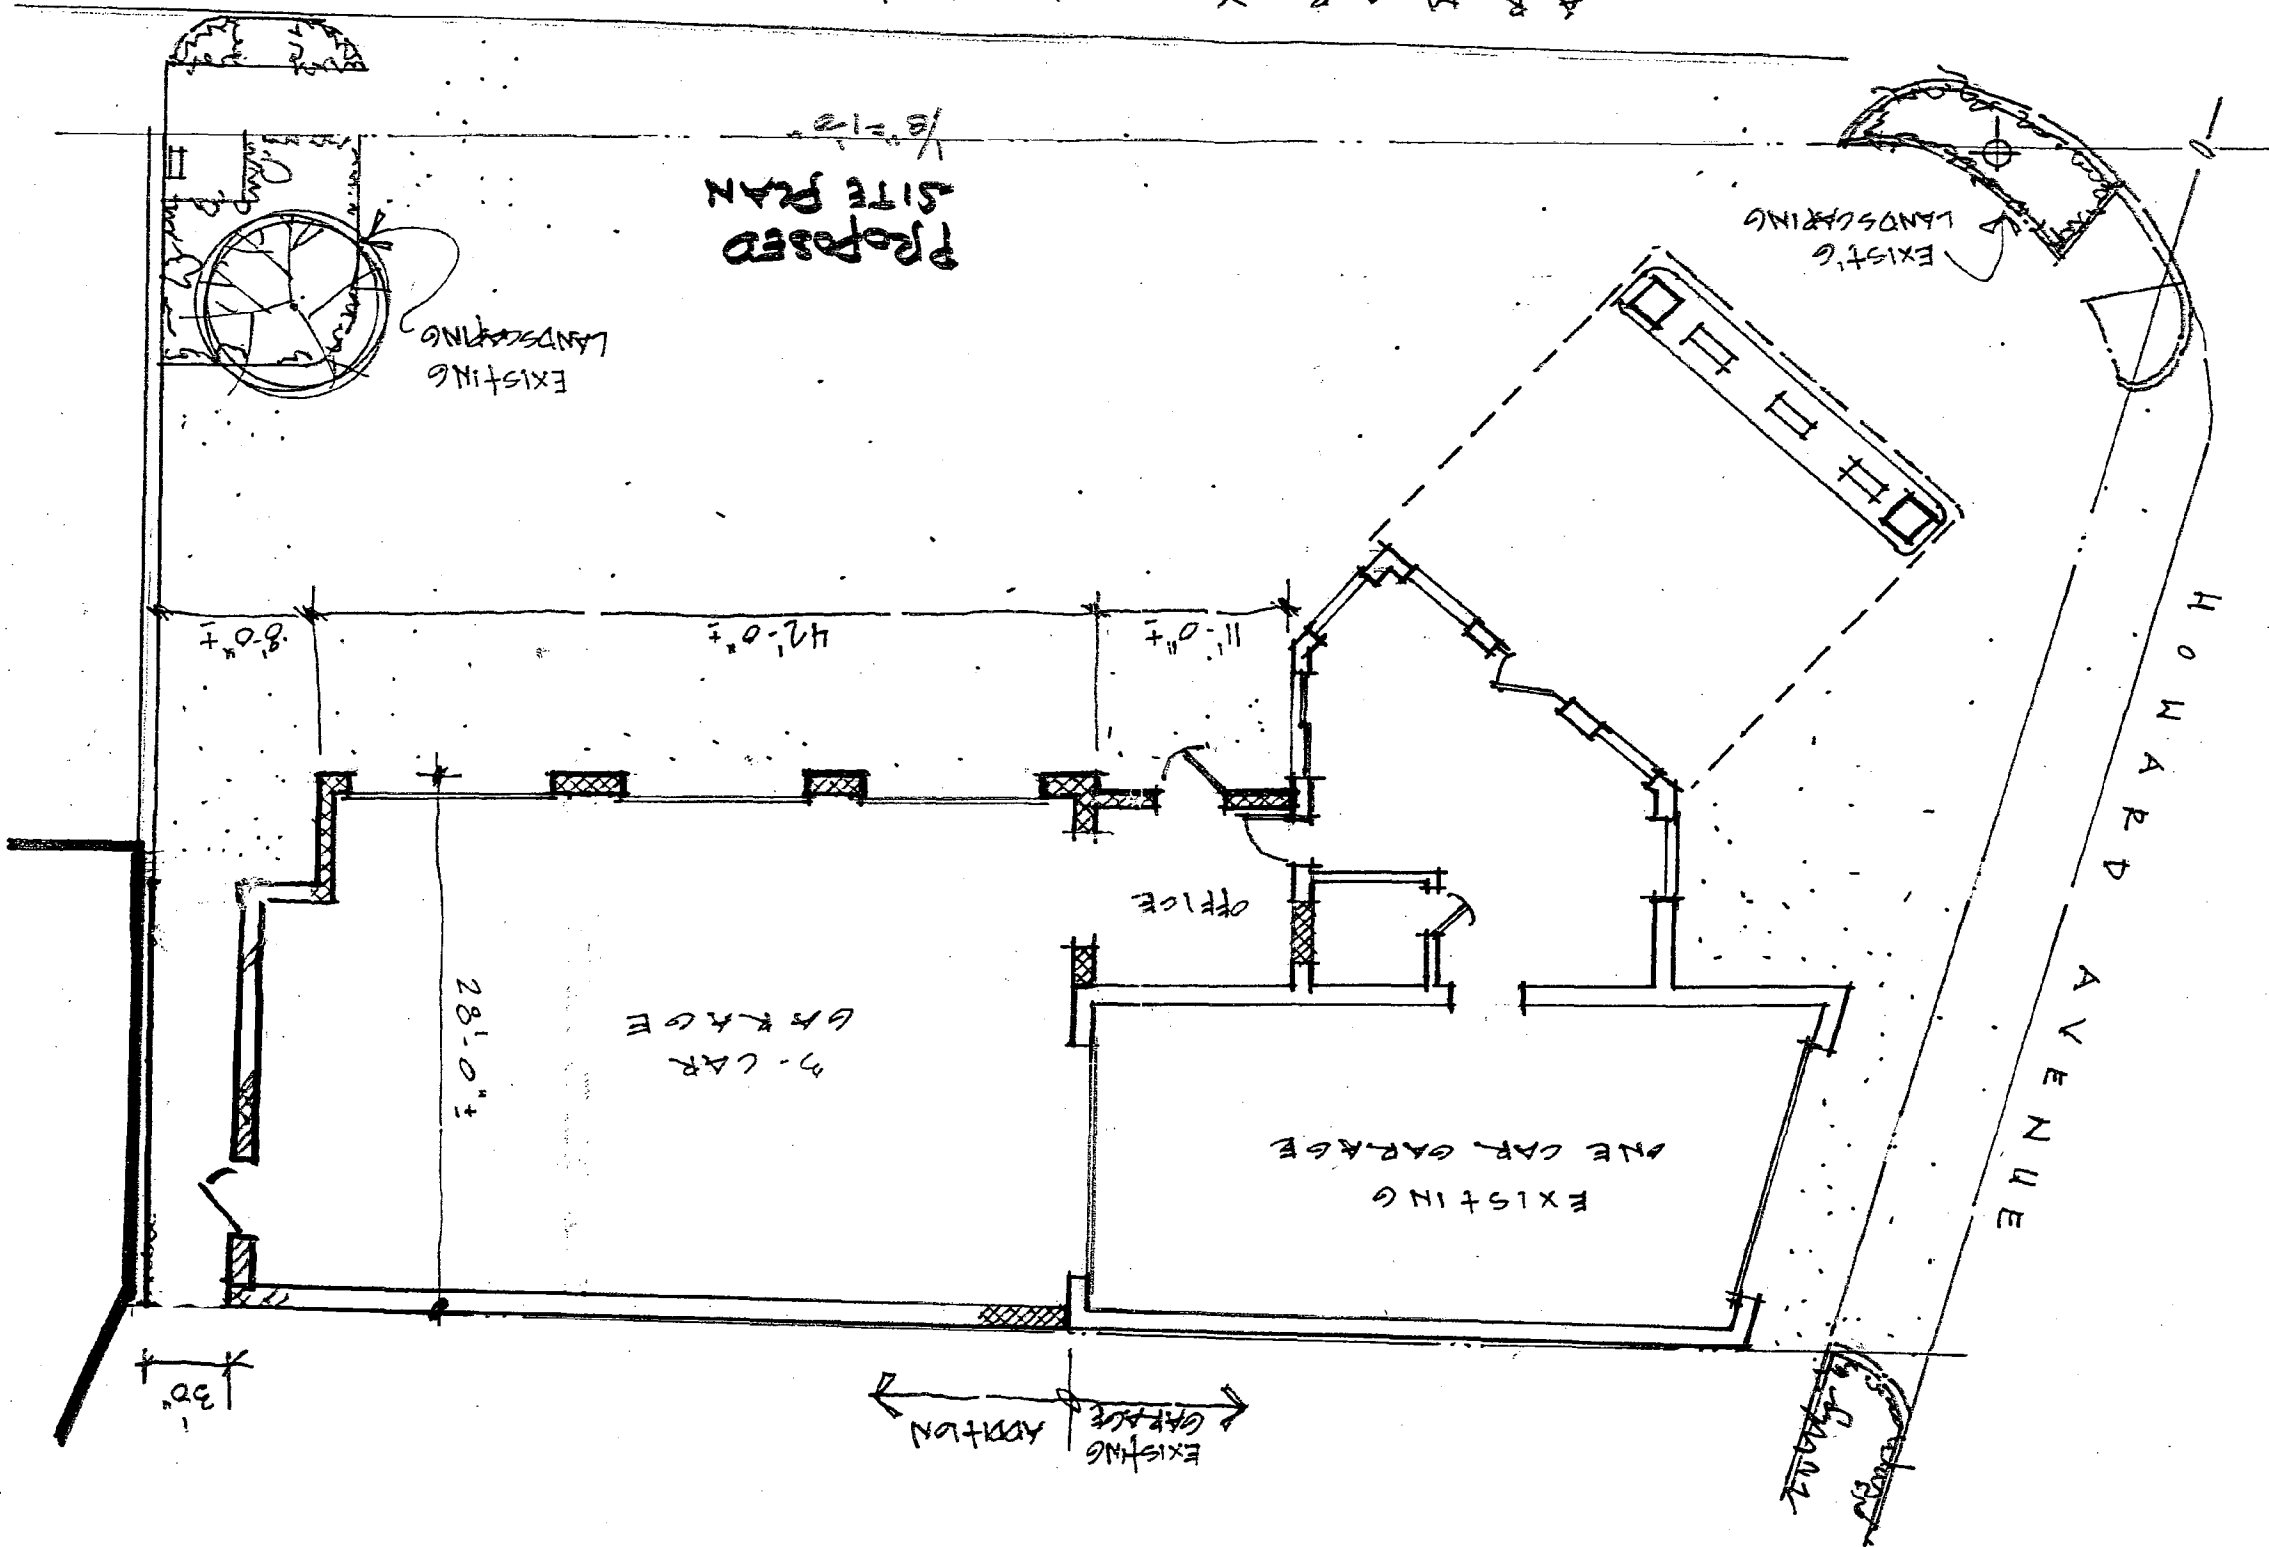 EXISTING
GARAGE
ADDITION
3'0"
EXISTING
ONE CAR GARAGE
3-CAR
GARAGE
28'-0" ±
OFFICE
11'-0" ±
42'-0" ±
8'-0" ±
EXISTING
LANDSCAPING
EXIST'G
LANDSCAPING
PROPOSED
SITE PLAN
1/8"=1'-0"
HOWARD AVENUE